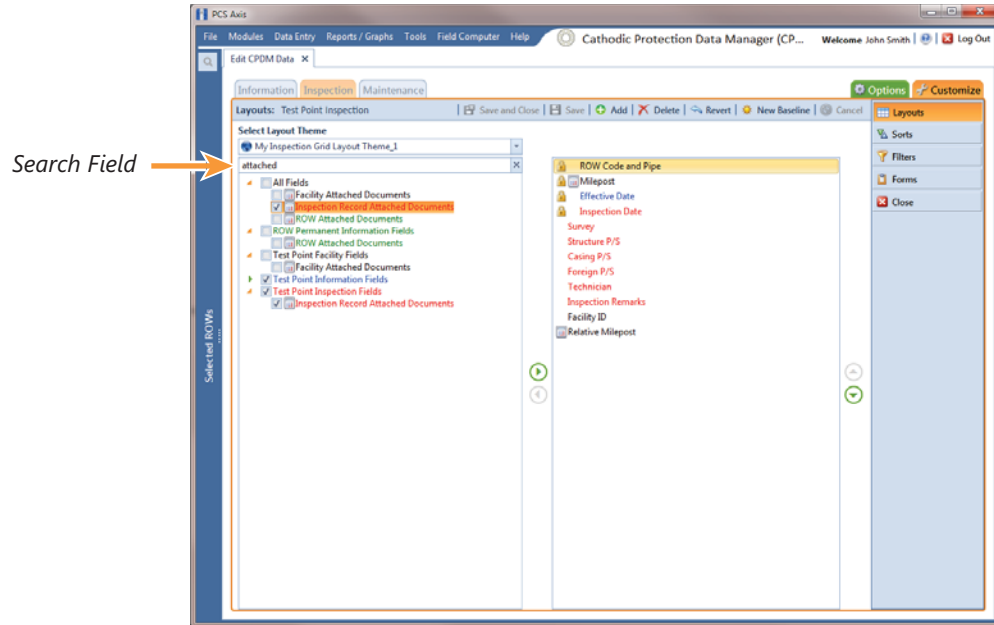 PCS Axis
File Modules Data Entry Reports / Graphs Tools Field Computer Help
Cathodic Protection Data Manager (CP... Welcome John Smith Log Out
Edit CPDM Data
Information Inspection Maintenance
Options Customize
Layouts: Test Point Inspection Save and Close Save Add Delete Revert New Baseline Cancel
Select Layout Theme
My Inspection Grid Layout Theme_1
Search Field
attached
All Fields
Facility Attached Documents
Inspection Record Attached Documents
ROW Attached Documents
ROW Permanent Information Fields
ROW Attached Documents
Test Point Facility Fields
Facility Attached Documents
Test Point Information Fields
Test Point Inspection Fields
Inspection Record Attached Documents
ROW Code and Pipe
Milepost
Effective Date
Inspection Date
Survey
Structure P/S
Casing P/S
Foreign P/S
Technician
Inspection Remarks
Facility ID
Relative Milepost
Layouts
Sorts
Filters
Forms
Close
Selected ROWs